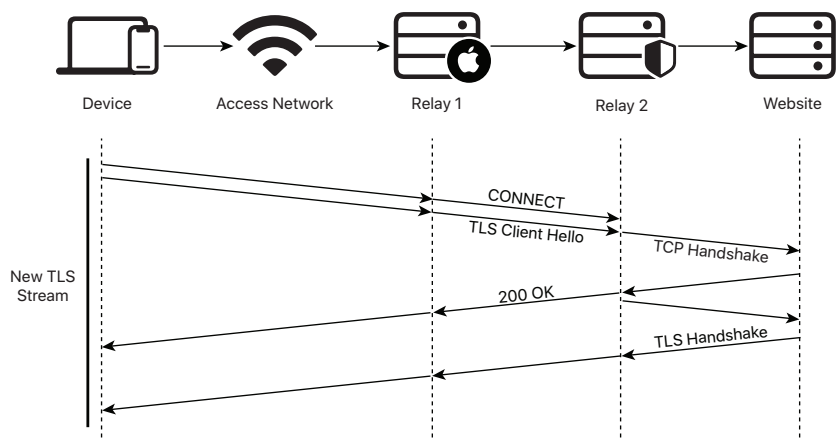 Device
Access Network
Relay 1
Relay 2
Website
CONNECT
TLS Client Hello
TCP Handshake
New TLS
Stream
200 OK
TLS Handshake